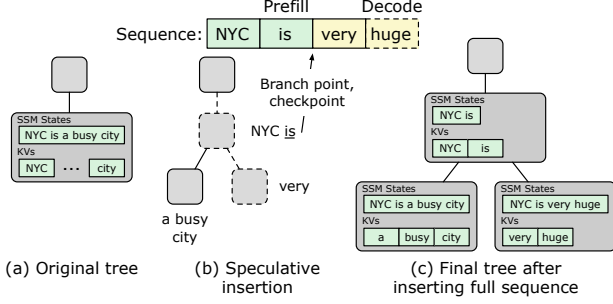 Prefill Decode
Sequence: NYC is very huge
Branch point,
checkpoint
NYC is
very
a busy
city
SSM States
NYC is a busy city
KVs
NYC ... city
SSM States
NYC is
KVs
NYC is
SSM States
NYC is a busy city
KVs
a busy city
SSM States
NYC is very huge
KVs
very huge
(a) Original tree
(b) Speculative
insertion
(c) Final tree after
inserting full sequence